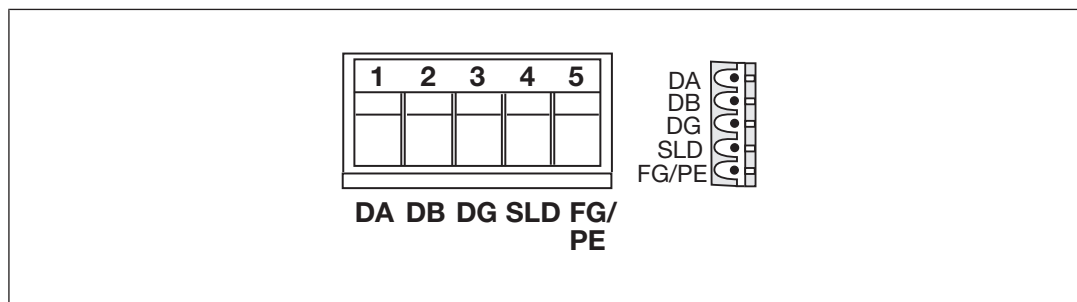 1 2 3 4 5
DA DB DG SLD FG/
PE
DA
DB
DG
SLD
FG/PE